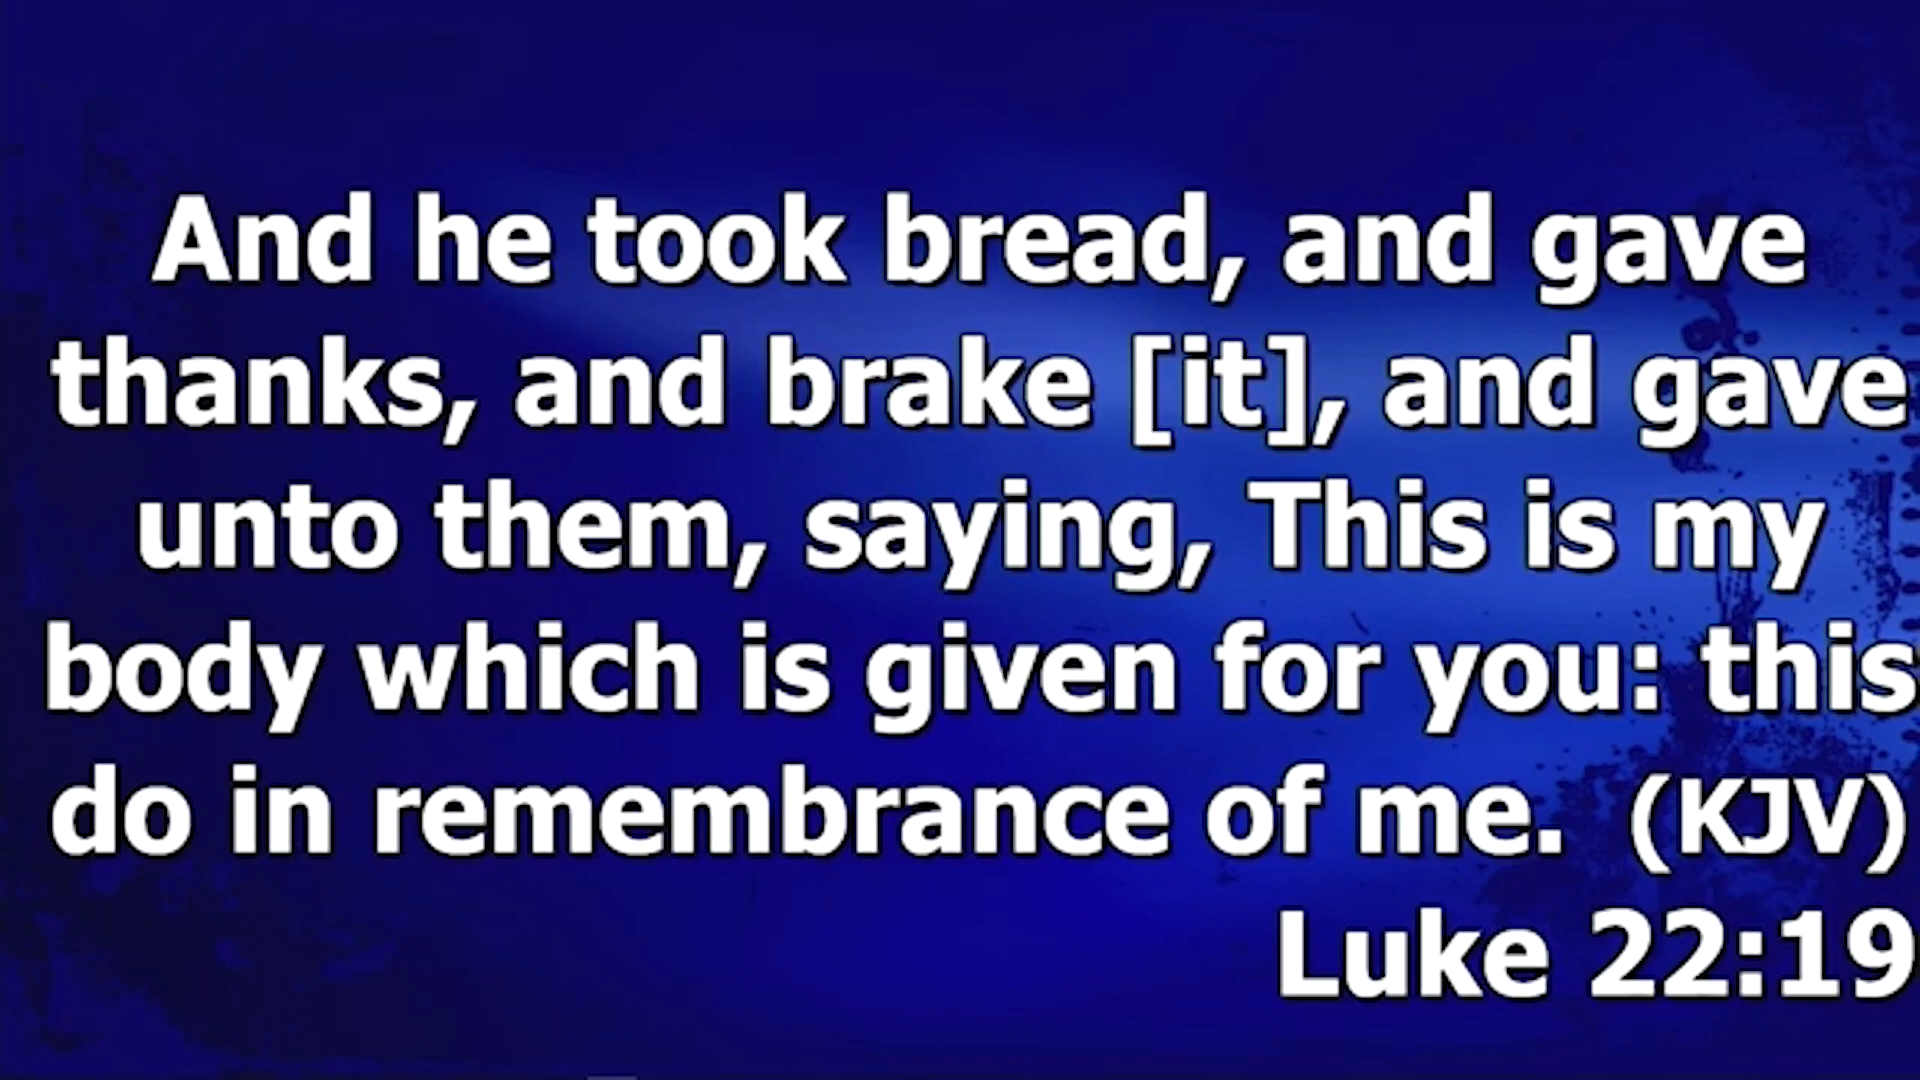 And he took bread, and gave
thanks, and brake [it], and gave
unto them, saying, This is my
body which is given for you: this
do in remembrance of me. (KJV)
Luke 22:19